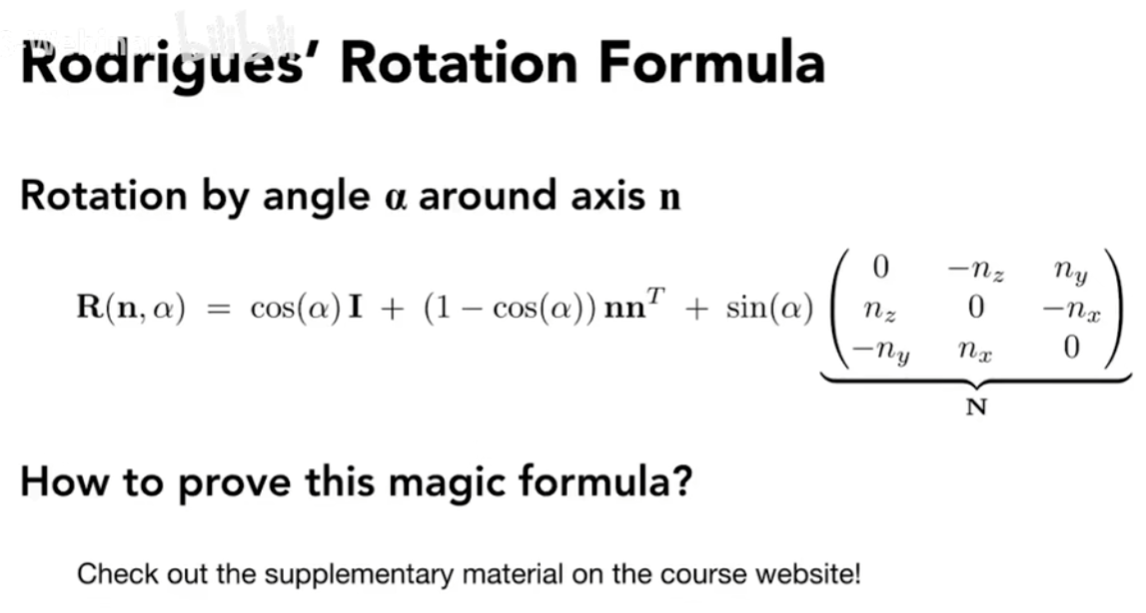 Rodrigues’ Rotation Formula
Rotation by angle α around axis n
R(n, α) = cos(α) I + (1 − cos(α)) nnᵀ + sin(α) ( 0 −n_z n_y ; n_z 0 −n_x ; −n_y n_x 0 )
N
How to prove this magic formula?
Check out the supplementary material on the course website!